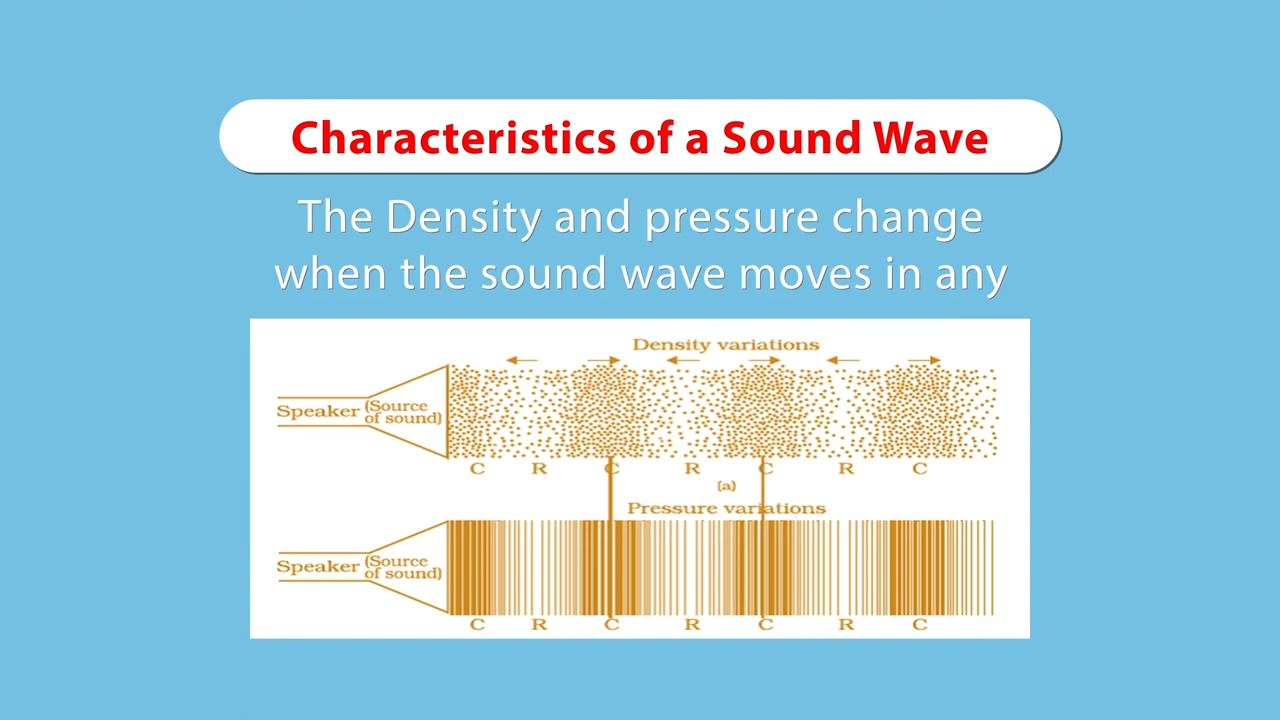 Characteristics of a Sound Wave
The Density and pressure change
when the sound wave moves in any
Density variations
Speaker (Source
of sound)
C R C R C R C
(a)
Pressure variations
Speaker (Source
of sound)
C R C R C R C